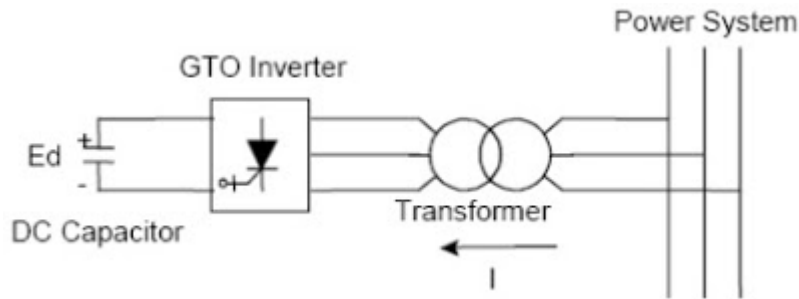 Power System
GTO Inverter
Ed
+
-
DC Capacitor
Transformer
I